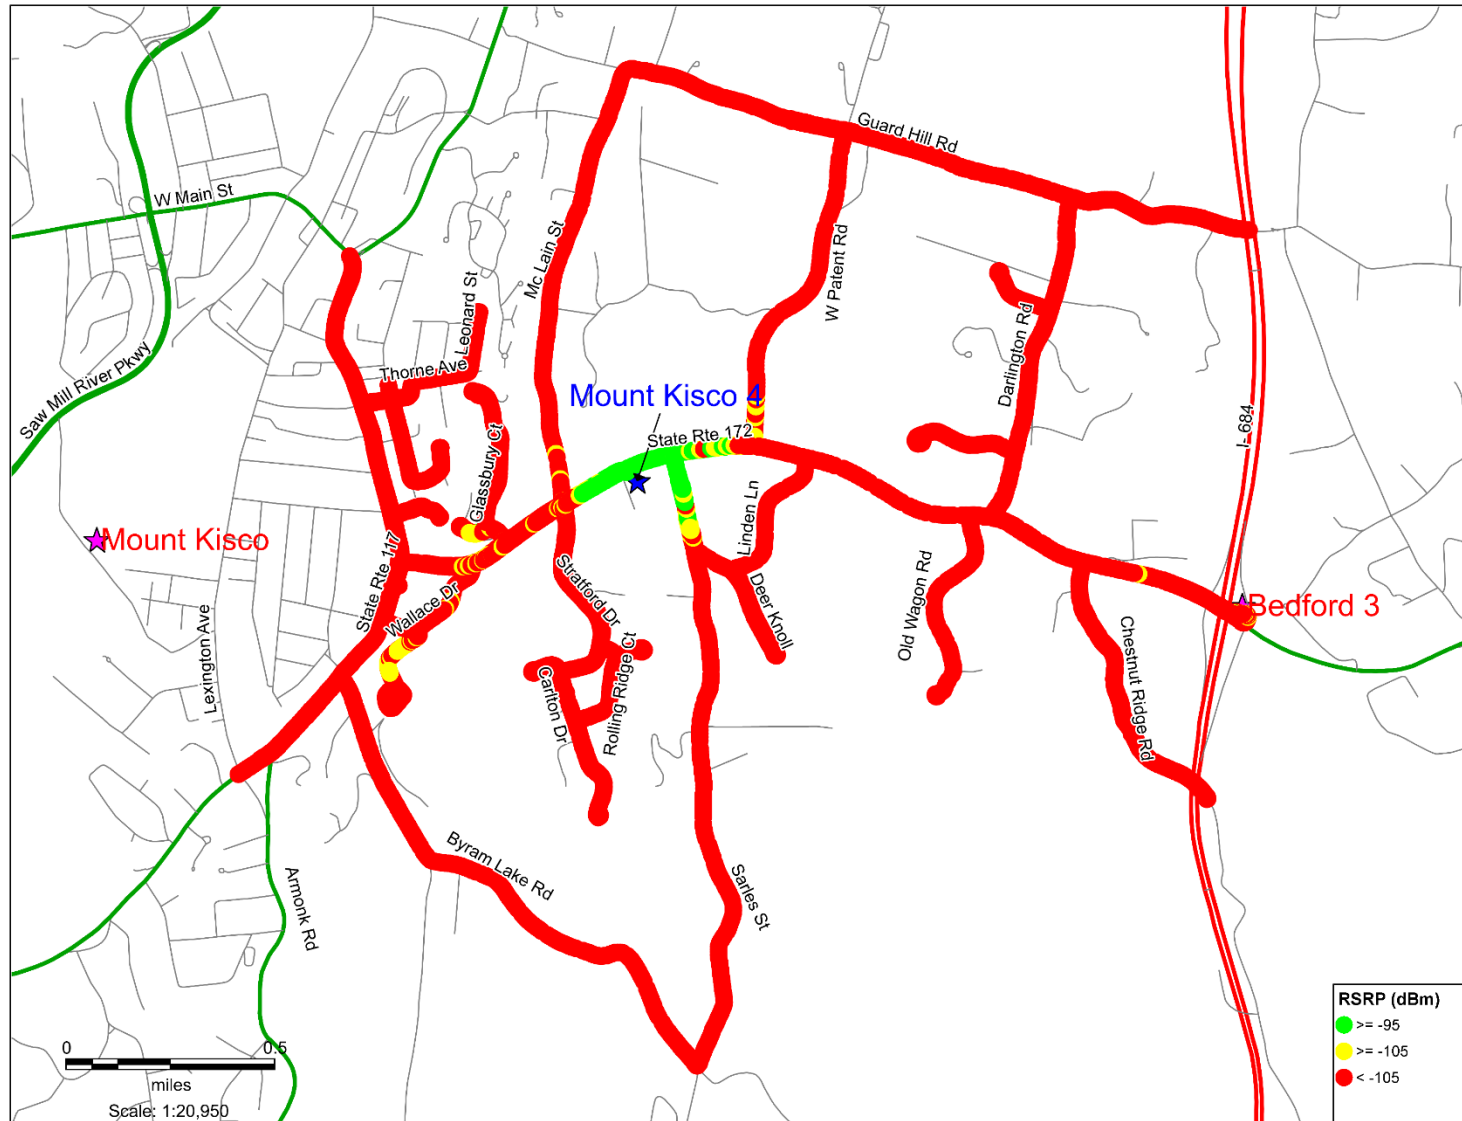 Guard Hill Rd
W Main St
Mc Lain St
W Patent Rd
Leonard St
Saw Mill River Pkwy
Thorne Ave
Darlington Rd
Mount Kisco 4
I- 684
State Rte 172
Glassbury Ct
Linden Ln
Mount Kisco
State Rte 117
Stratford Dr
Wallace Dr
Deer Knoll
Old Wagon Rd
Bedford 3
Lexington Ave
Rolling Ridge Ct
Carlton Dr
Chestnut Ridge Rd
Byram Lake Rd
Sarles St
Armonk Rd
RSRP (dBm)
>= -95
>= -105
< -105
0 0.5
miles
Scale: 1:20,950